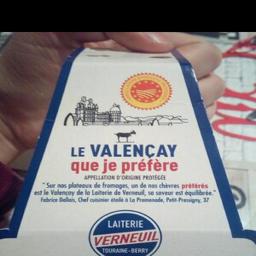 LE VALENÇAY
que je préfère
APPELLATION D'ORIGINE PROTÉGÉE
" Sur nos plateaux de fromages, un de nos chèvres préférés
est le Valençay de la Laiterie de Verneuil, sa saveur est équilibrée."
Fabrice Dallais, Chef cuisinier étoilé à La Promenade, Petit-Pressigny, 37
LAITERIE
VERNEUIL
TOURAINE-BERRY